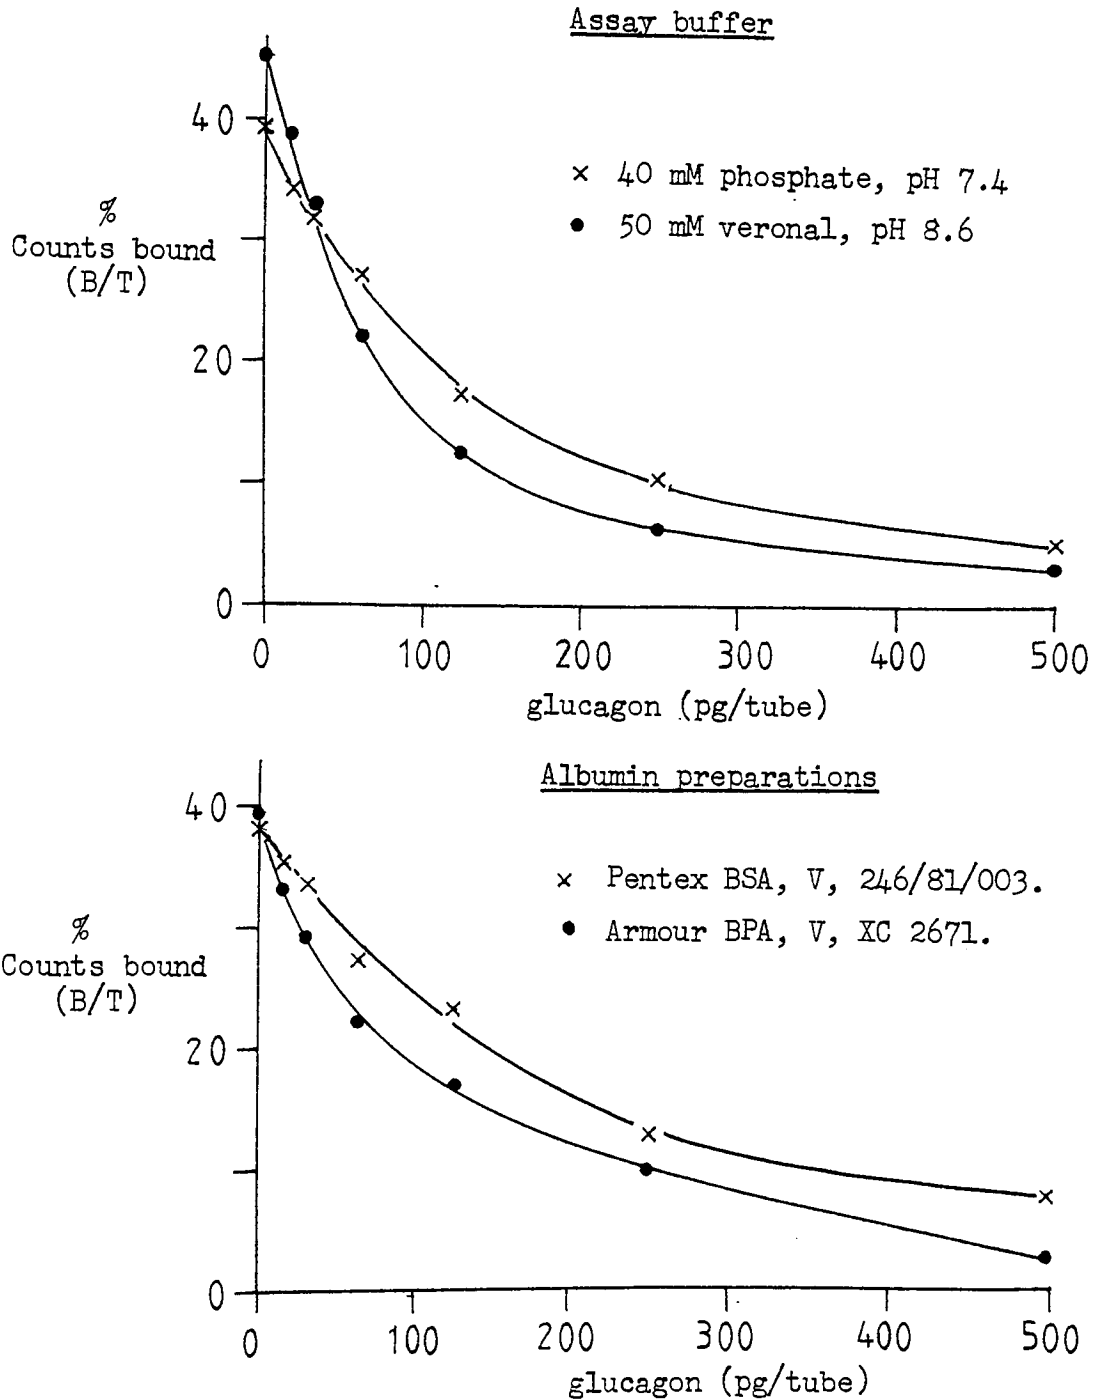 Assay buffer
40
× 40 mM phosphate, pH 7.4
● 50 mM veronal, pH 8.6
%
Counts bound
(B/T)
20
0
0 100 200 300 400 500
glucagon (pg/tube)
Albumin preparations
40
× Pentex BSA, V, 246/81/003.
● Armour BPA, V, XC 2671.
%
Counts bound
(B/T)
20
0
0 100 200 300 400 500
glucagon (pg/tube)